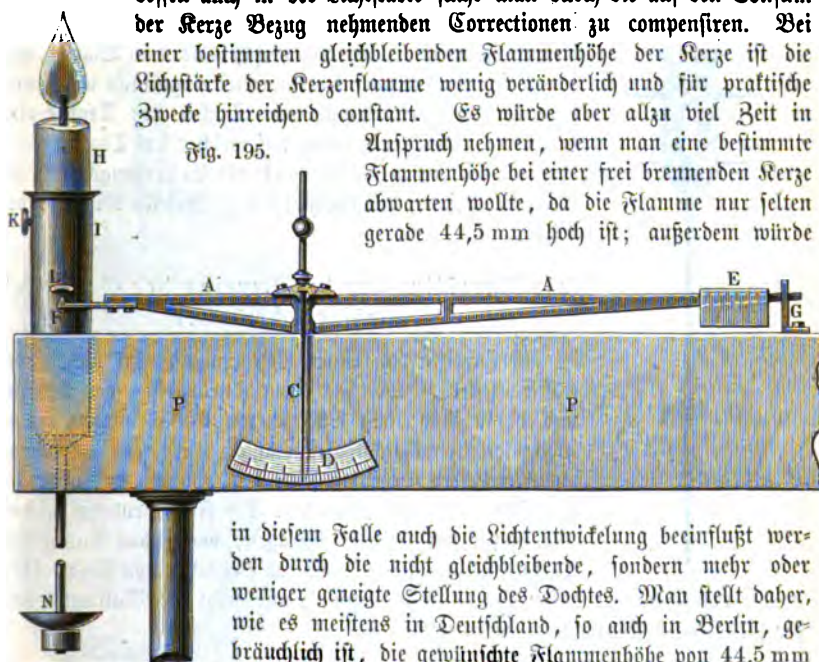 auch in der man durch die auf den Consum
der Kerze Bezug nehmenden Correctionen zu compensiren. Bei
einer bestimmten gleichbleibenden Flammenhöhe der Kerze ist die
Lichtstärke der Kerzenflamme wenig veränderlich und für praktische
Zwecke hinreichend constant. Es würde aber allzu viel Zeit in
Fig. 195.
Anspruch nehmen, wenn man eine bestimmte
Flammenhöhe bei einer frei brennenden Kerze
abwarten wollte, da die Flamme nur selten
gerade 44,5 mm hoch ist; außerdem würde
H
K
I
L
F
A
A
E
G
P
C
P
D
N
in diesem Falle auch die Lichtentwickelung beeinflußt wer-
den durch die nicht gleichbleibende, sondern mehr oder
weniger geneigte Stellung des Dochtes. Man stellt daher,
wie es meistens in Deutschland, so auch in Berlin, ge-
bräuchlich ist, die gewünschte Flammenhöhe von 44,5 mm